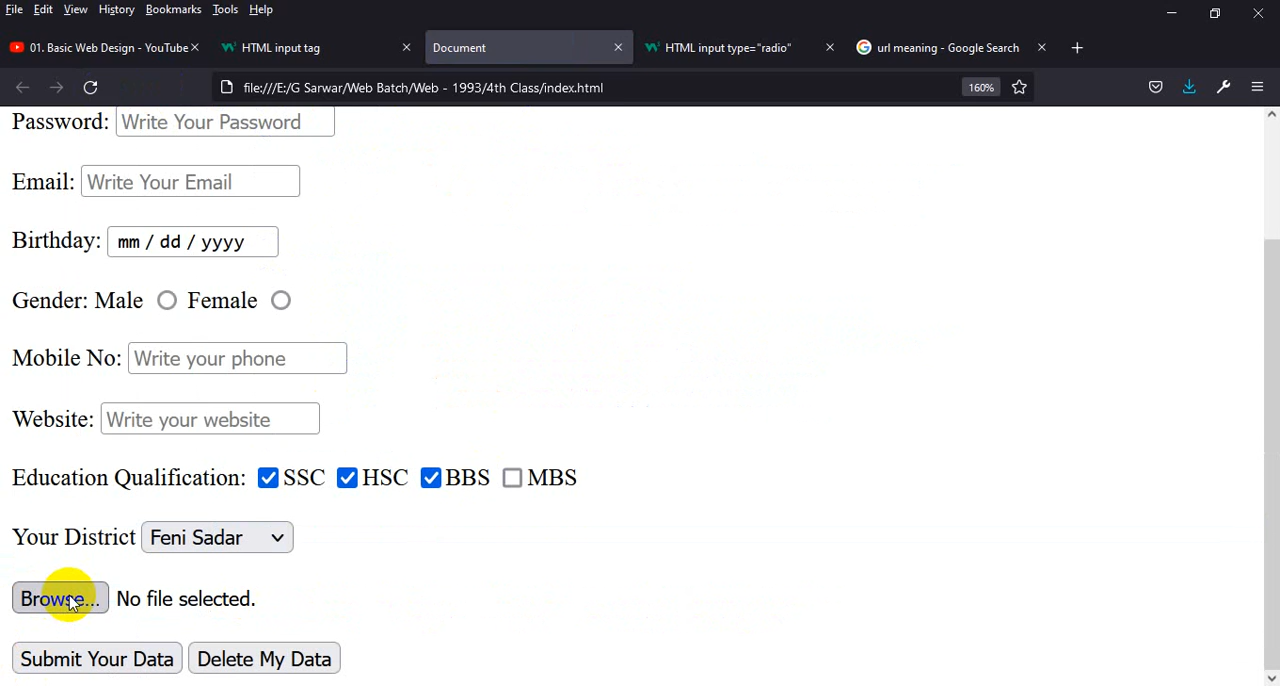 File Edit View History Bookmarks Tools Help
01. Basic Web Design - YouTube HTML input tag Document HTML input type="radio" url meaning - Google Search
file:///E:/G Sarwar/Web Batch/Web - 1993/4th Class/index.html 160%
Password: Write Your Password
Email: Write Your Email
Birthday: mm / dd / yyyy
Gender: Male Female
Mobile No: Write your phone
Website: Write your website
Education Qualification: SSC HSC BBS MBS
Your District Feni Sadar
Browse... No file selected.
Submit Your Data Delete My Data